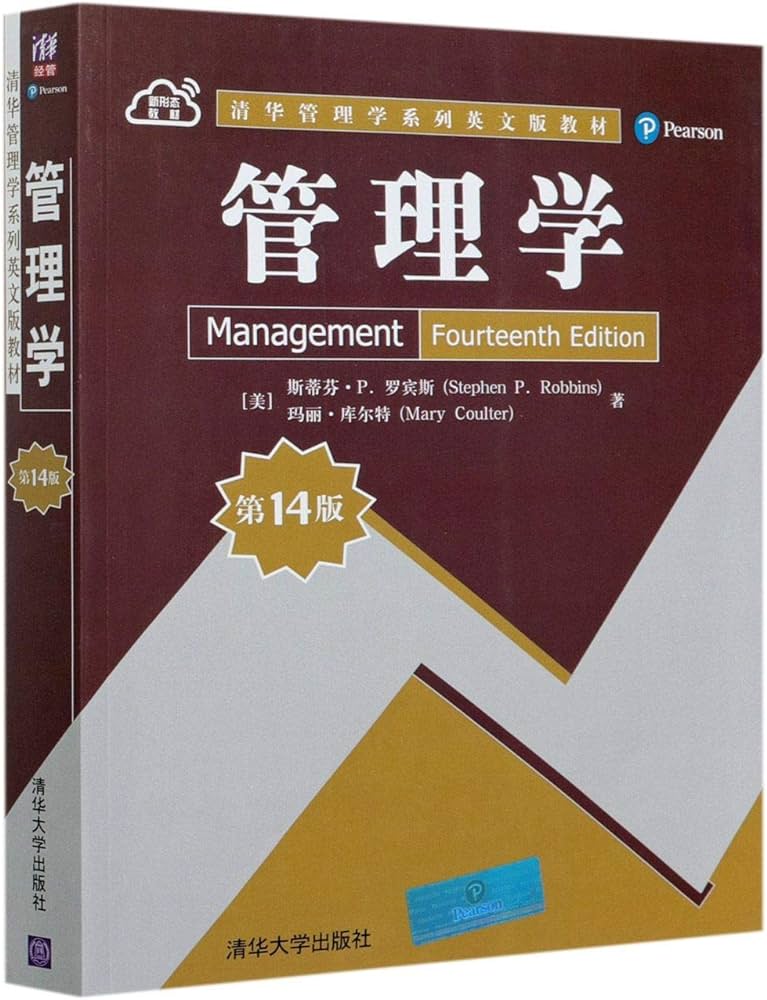 清华
经管
Pearson
清华管理学系列英文版教材
管理学
第14版
清华大学出版社
新形态
教材
清华管理学系列英文版教材
Pearson
管理学
Management
Fourteenth Edition
[美]
斯蒂芬·P. 罗宾斯 (Stephen P. Robbins)
玛丽·库尔特 (Mary Coulter)
著
第14版
Pearson
清华大学出版社